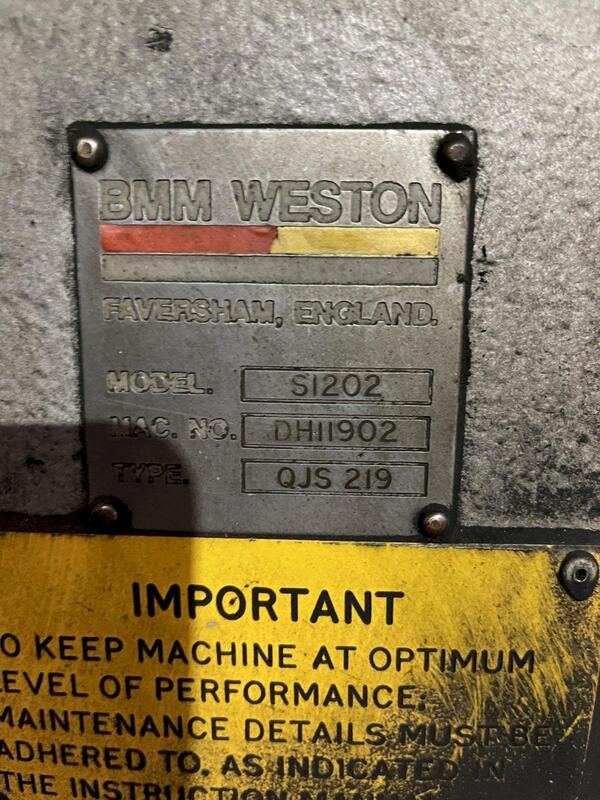 BMM WESTON
FAVERSHAM, ENGLAND.
MODEL. S1202
MAC. NO. DH11902
TYPE. QJS 219
IMPORTANT
O KEEP MACHINE AT OPTIMUM
LEVEL OF PERFORMANCE:
MAINTENANCE DETAILS MUST BE
ADHERED TO. AS INDICATED IN
THE INSTRUCTION